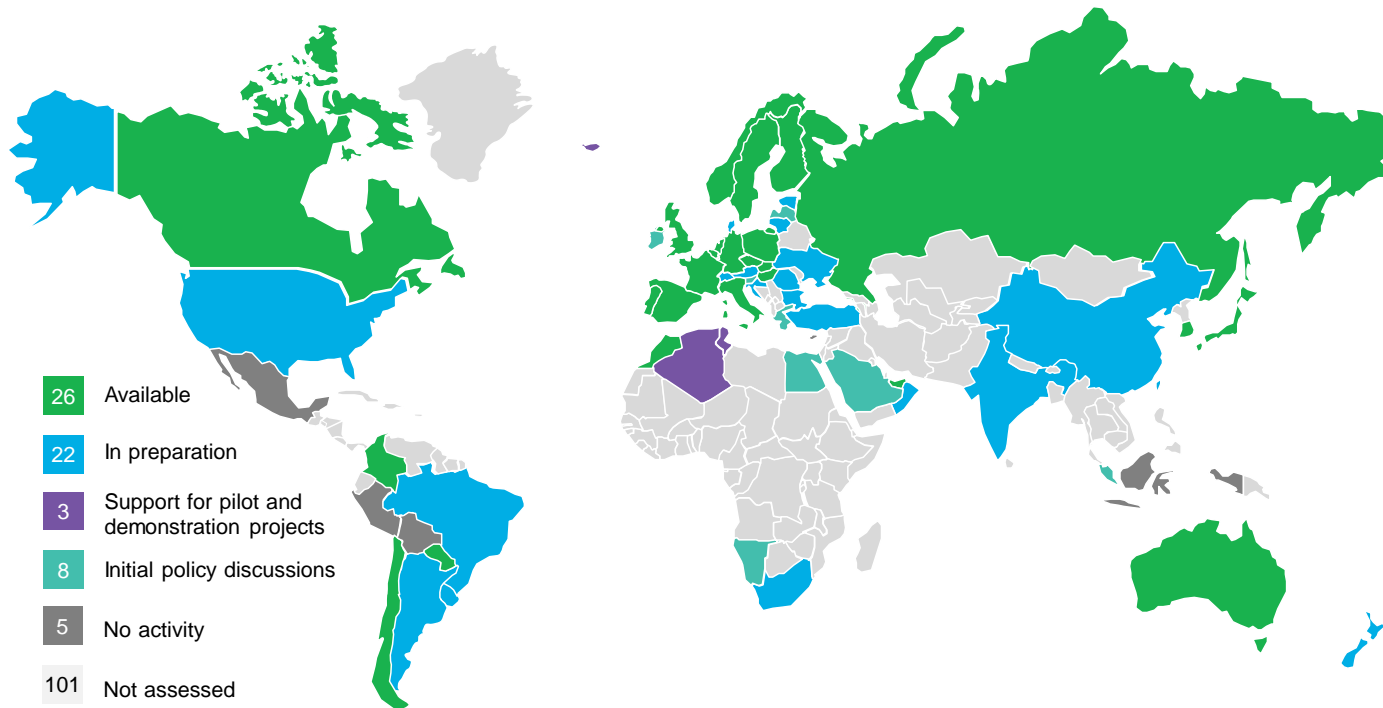 26 Available
22 In preparation
3 Support for pilot and
demonstration projects
8 Initial policy discussions
5 No activity
101 Not assessed